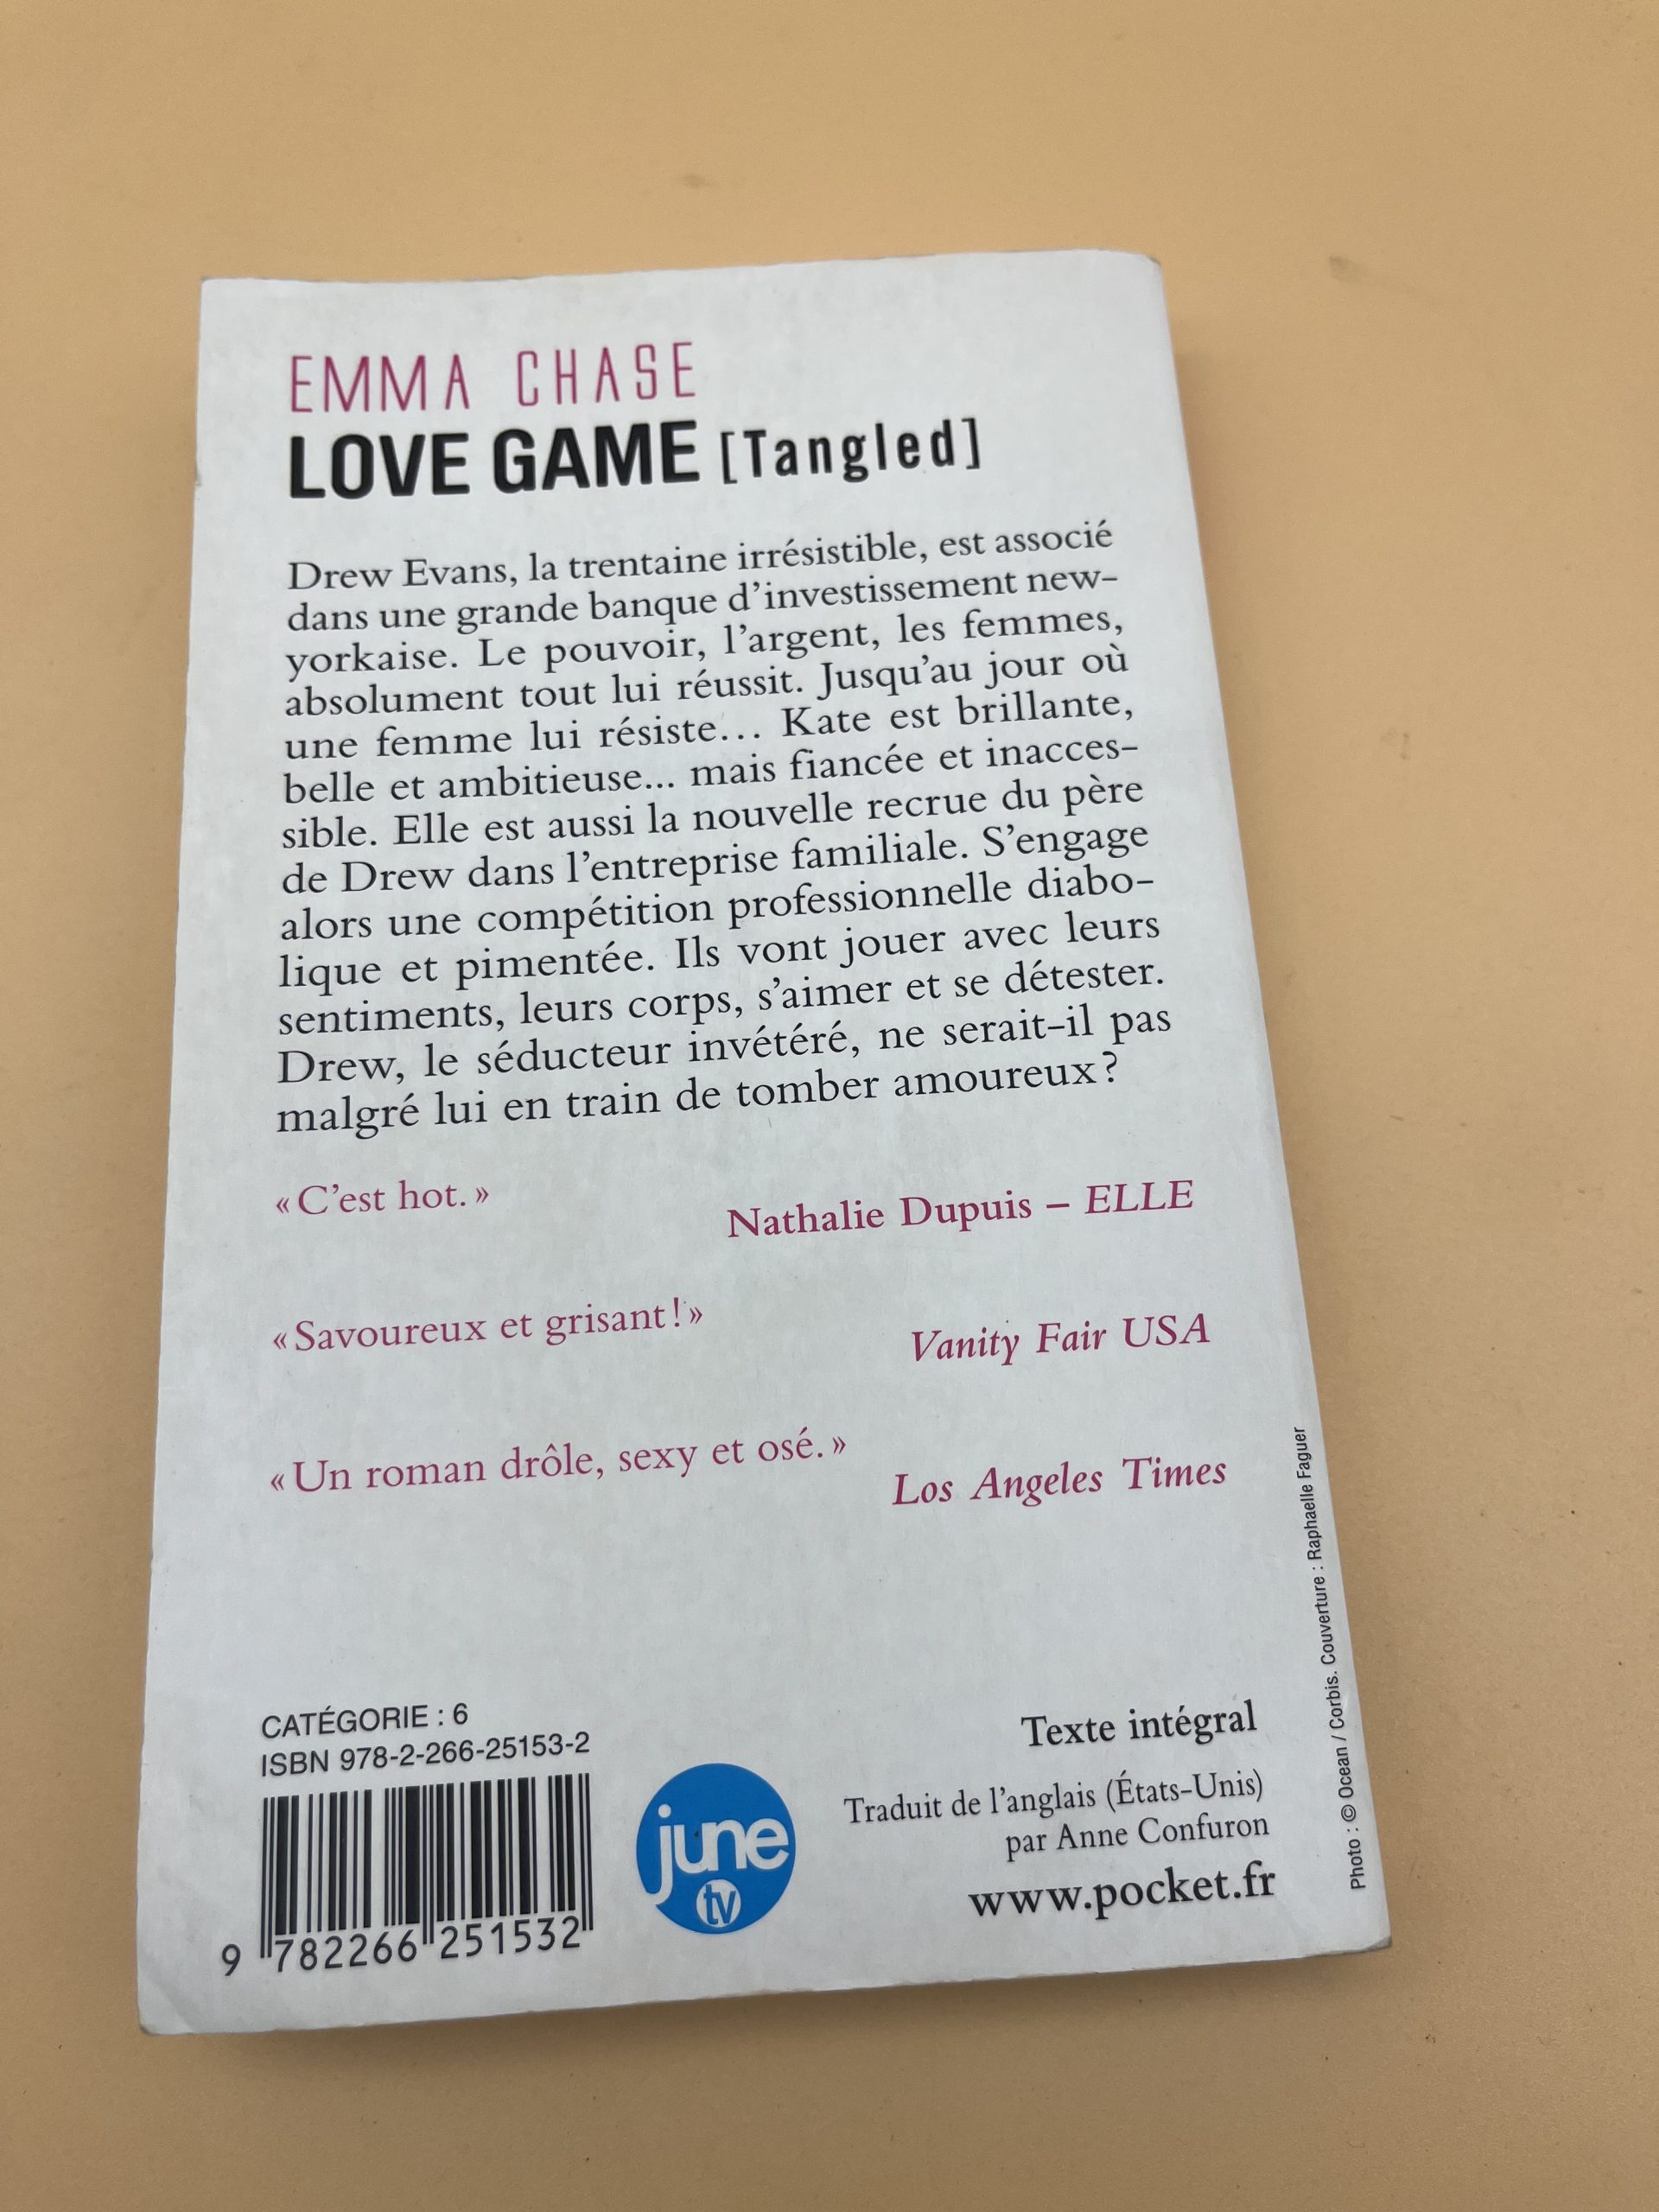 EMMA CHASE
LOVE GAME [Tangled]
Drew Evans, la trentaine irrésistible, est associé
dans une grande banque d'investissement new-
yorkaise. Le pouvoir, l'argent, les femmes,
absolument tout lui réussit. Jusqu'au jour où
une femme lui résiste… Kate est brillante,
belle et ambitieuse... mais fiancée et inacces-
sible. Elle est aussi la nouvelle recrue du père
de Drew dans l'entreprise familiale. S'engage
alors une compétition professionnelle diabo-
lique et pimentée. Ils vont jouer avec leurs
sentiments, leurs corps, s'aimer et se détester.
Drew, le séducteur invétéré, ne serait-il pas
malgré lui en train de tomber amoureux ?
« C'est hot. »
Nathalie Dupuis – ELLE
« Savoureux et grisant ! »
Vanity Fair USA
« Un roman drôle, sexy et osé. »
Los Angeles Times
CATÉGORIE : 6
ISBN 978-2-266-25153-2
9 782266 251532
june
tv
Texte intégral
Traduit de l'anglais (États-Unis)
par Anne Confuron
www.pocket.fr
Photo : © Ocean / Corbis. Couverture : Raphaelle Faguer